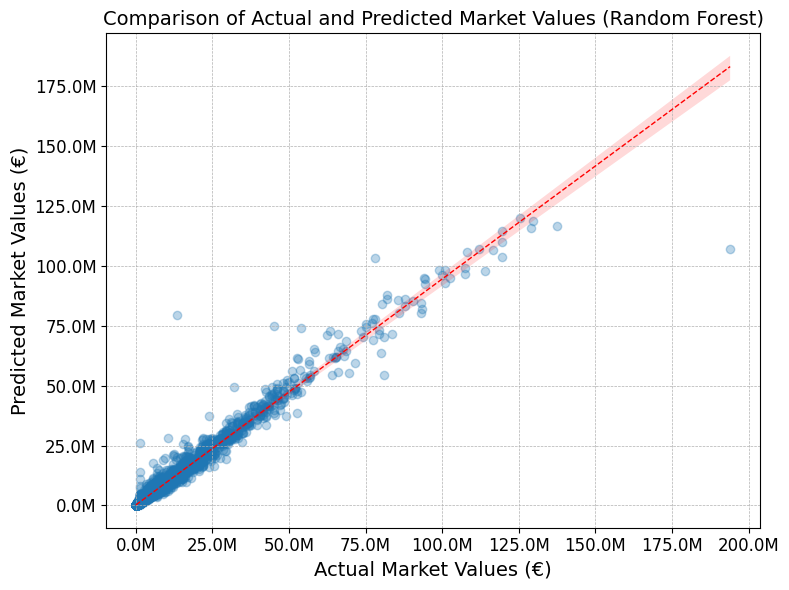 Comparison of Actual and Predicted Market Values (Random Forest)
Predicted Market Values (€)
175.0M
150.0M
125.0M
100.0M
75.0M
50.0M
25.0M
0.0M
0.0M 25.0M 50.0M 75.0M 100.0M 125.0M 150.0M 175.0M 200.0M
Actual Market Values (€)